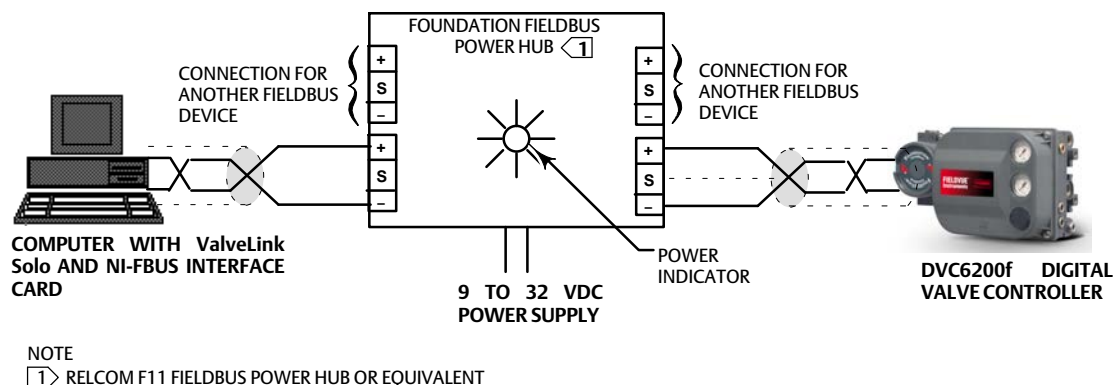 FOUNDATION FIELDBUS
POWER HUB 1
CONNECTION FOR
ANOTHER FIELDBUS
DEVICE
+
S
–
+
S
–
+
S
–
+
S
–
CONNECTION FOR
ANOTHER FIELDBUS
DEVICE
FIELDVUE
COMPUTER WITH ValveLink
Solo AND NI-FBUS INTERFACE
CARD
POWER
INDICATOR
9 TO 32 VDC
POWER SUPPLY
DVC6200f DIGITAL
VALVE CONTROLLER
NOTE
1 RELCOM F11 FIELDBUS POWER HUB OR EQUIVALENT